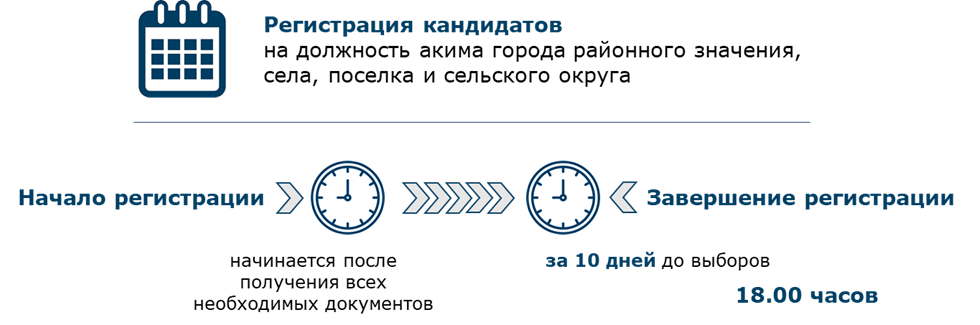 Регистрация кандидатов
на должность акима города районного значения,
села, поселка и сельского округа
Начало регистрации
Завершение регистрации
начинается после
получения всех
необходимых документов
за 10 дней до выборов
18.00 часов